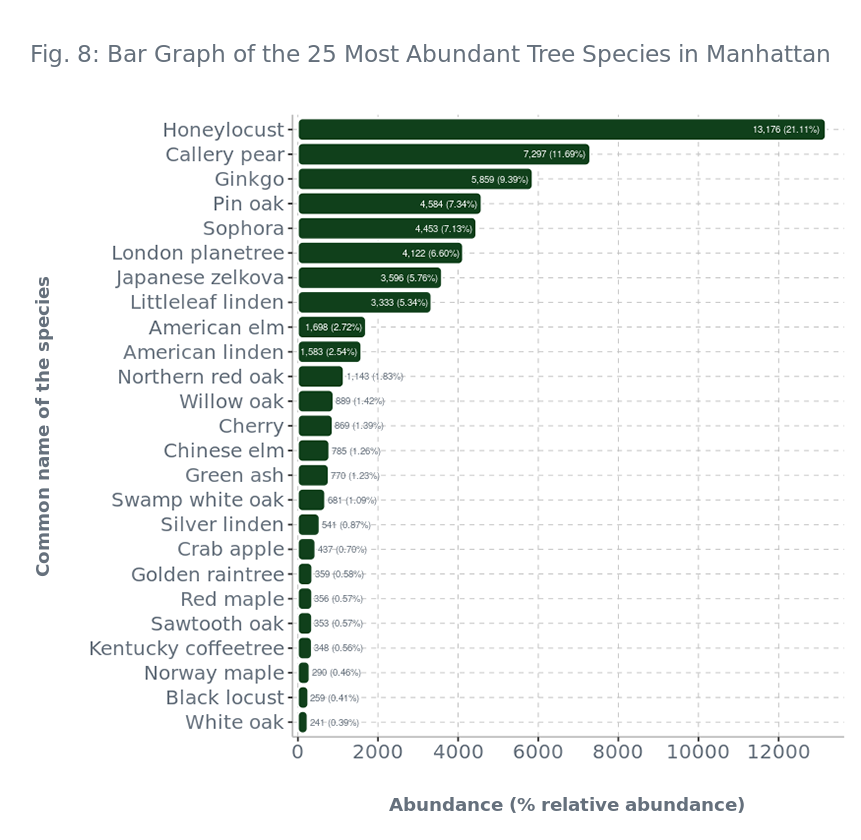 Fig. 8: Bar Graph of the 25 Most Abundant Tree Species in Manhattan
Common name of the species
Honeylocust 13,176 (21.11%)
Callery pear 7,297 (11.69%)
Ginkgo 5,859 (9.39%)
Pin oak 4,584 (7.34%)
Sophora 4,453 (7.13%)
London planetree 4,122 (6.60%)
Japanese zelkova 3,596 (5.76%)
Littleleaf linden 3,333 (5.34%)
American elm 1,698 (2.72%)
American linden 1,583 (2.54%)
Northern red oak 1,143 (1.83%)
Willow oak 889 (1.42%)
Cherry 869 (1.39%)
Chinese elm 785 (1.26%)
Green ash 770 (1.23%)
Swamp white oak 681 (1.09%)
Silver linden 541 (0.87%)
Crab apple 437 (0.70%)
Golden raintree 359 (0.58%)
Red maple 356 (0.57%)
Sawtooth oak 353 (0.57%)
Kentucky coffeetree 348 (0.56%)
Norway maple 290 (0.46%)
Black locust 259 (0.41%)
White oak 241 (0.39%)
0 2000 4000 6000 8000 10000 12000
Abundance (% relative abundance)